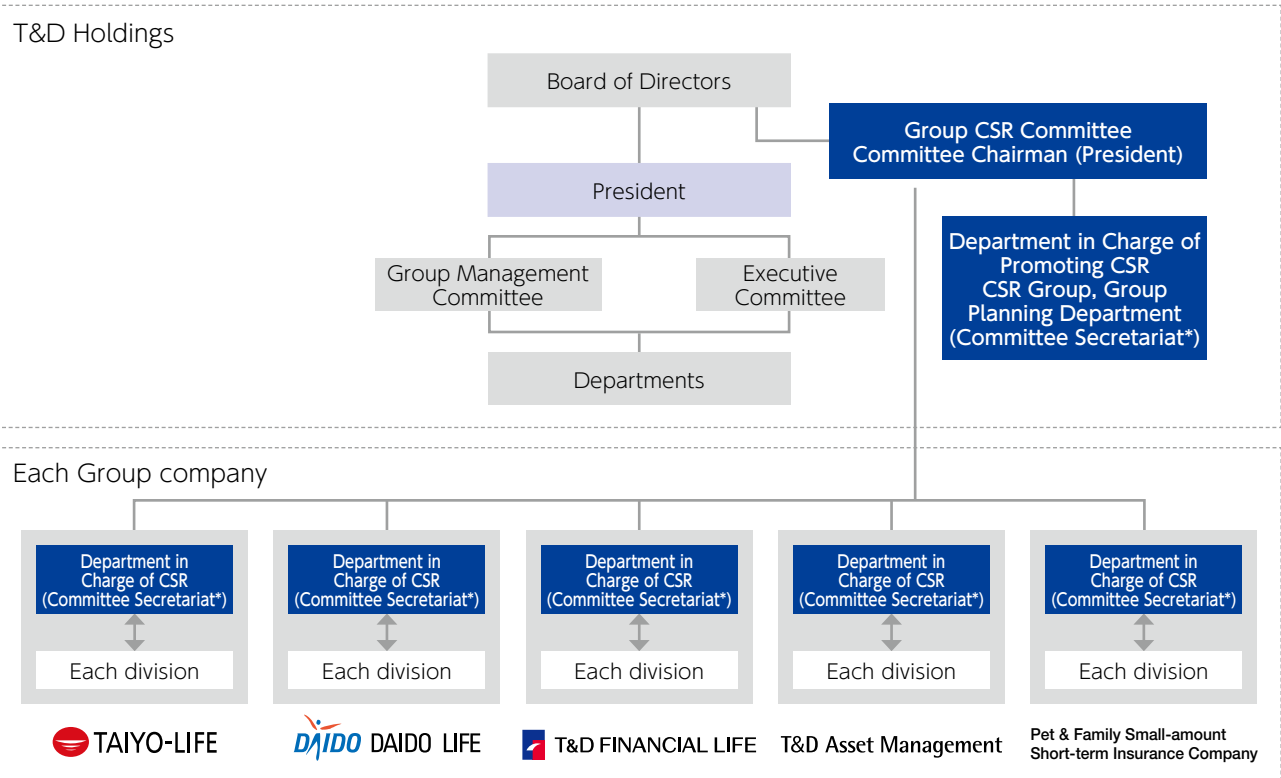 T&D Holdings
Board of Directors
Group CSR Committee
Committee Chairman (President)
President
Department in Charge of
Promoting CSR
CSR Group, Group
Planning Department
(Committee Secretariat*)
Group Management
Committee
Executive
Committee
Departments
Each Group company
Department in
Charge of CSR
(Committee Secretariat*)
Each division
TAIYO-LIFE
Department in
Charge of CSR
(Committee Secretariat*)
Each division
DAIDO DAIDO LIFE
Department in
Charge of CSR
(Committee Secretariat*)
Each division
T&D FINANCIAL LIFE
Department in
Charge of CSR
(Committee Secretariat*)
Each division
T&D Asset Management
Department in
Charge of CSR
(Committee Secretariat*)
Each division
Pet & Family Small-amount
Short-term Insurance Company